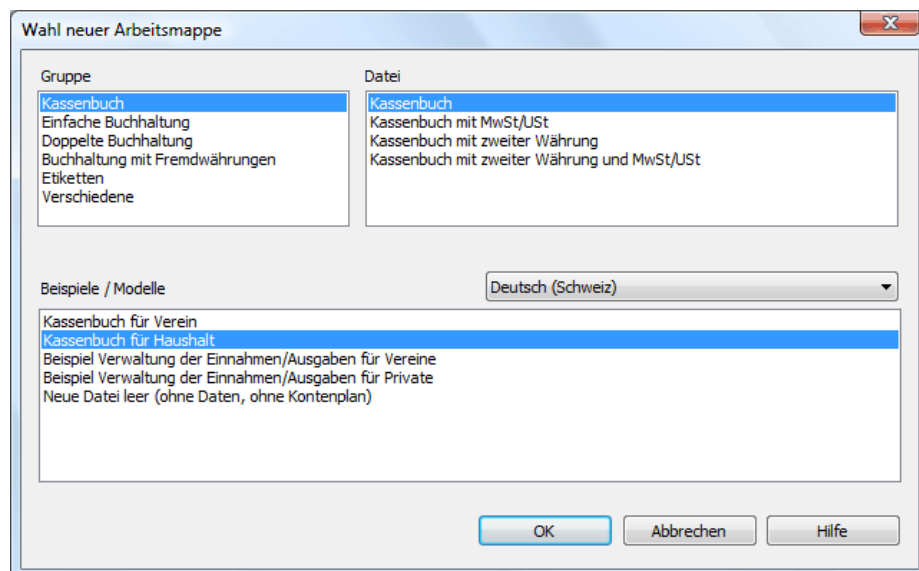 Wahl neuer Arbeitsmappe
Gruppe
Datei
Kassenbuch
Einfache Buchhaltung
Doppelte Buchhaltung
Buchhaltung mit Fremdwährungen
Etiketten
Verschiedene
Kassenbuch
Kassenbuch mit MwSt/USt
Kassenbuch mit zweiter Währung
Kassenbuch mit zweiter Währung und MwSt/USt
Beispiele / Modelle
Deutsch (Schweiz)
Kassenbuch für Verein
Kassenbuch für Haushalt
Beispiel Verwaltung der Einnahmen/Ausgaben für Vereine
Beispiel Verwaltung der Einnahmen/Ausgaben für Private
Neue Datei leer (ohne Daten, ohne Kontenplan)
OK
Abbrechen
Hilfe